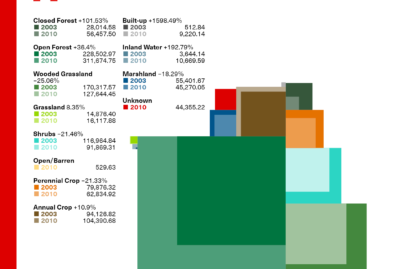 Closed Forest +101.53%
2003 28,014.58
2010 56,457.50
Open Forest +36.4%
2003 228,502.97
2010 311,674.75
Wooded Grassland
−25.06%
2003 170,317.57
2010 127,644.45
Grassland 8.35%
2003 14,876.40
2010 16,117.88
Shrubs −21.46%
2003 116,964.84
2010 91,869.31
Open/Barren
2010 529.63
Perennial Crop −21.33%
2003 79,876.32
2010 62,834.92
Annual Crop +10.9%
2003 94,126.82
2010 104,390.68
Built-up +1598.49%
2003 512.84
2010 9,220.14
Inland Water +192.79%
2003 3,644.14
2010 10,669.59
Marshland −18.29%
2003 55,401.67
2010 45,270.05
Unknown
2010 44,355.22